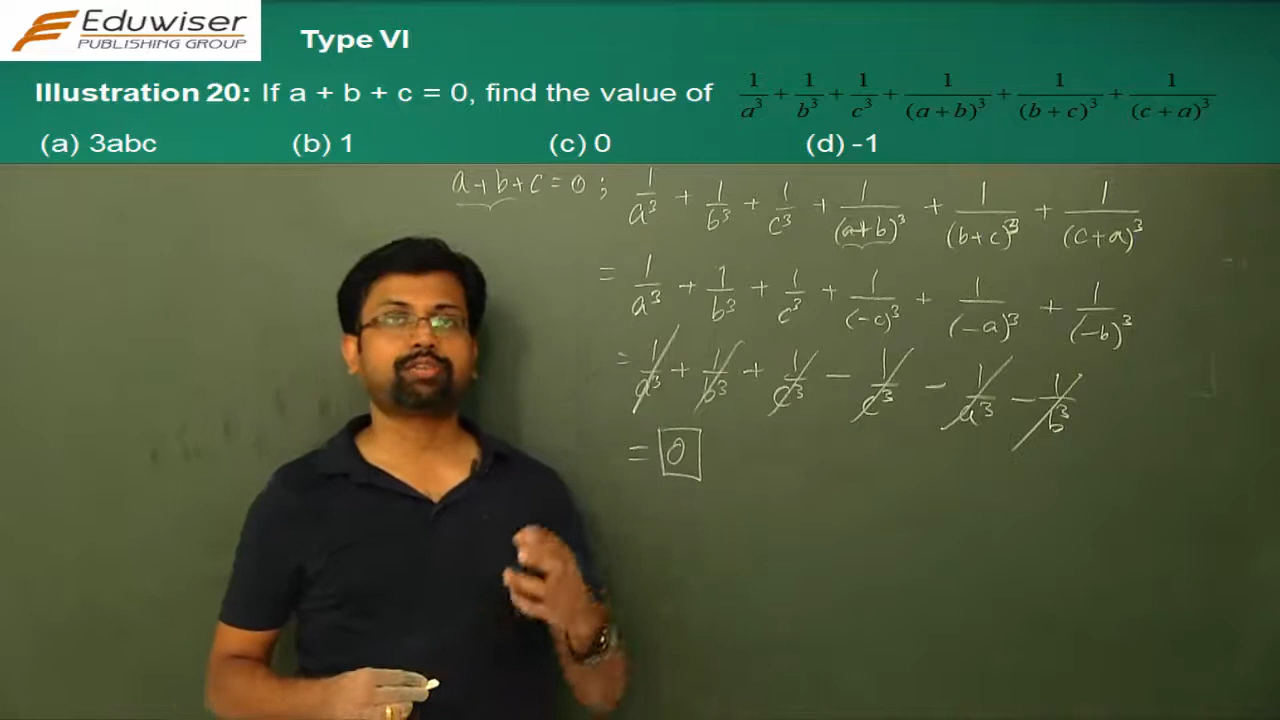 Eduwiser
PUBLISHING GROUP
Type VI
Illustration 20: If a + b + c = 0, find the value of 1/a³ + 1/b³ + 1/c³ + 1/(a+b)³ + 1/(b+c)³ + 1/(c+a)³
(a) 3abc (b) 1 (c) 0 (d) -1
a+b+c=0 ; 1/a³ + 1/b³ + 1/c³ + 1/(a+b)³ + 1/(b+c)³ + 1/(c+a)³
= 1/a³ + 1/b³ + 1/c³ + 1/(-c)³ + 1/(-a)³ + 1/(-b)³
= 1/a³ + 1/b³ + 1/c³ - 1/c³ - 1/a³ - 1/b³
= 0